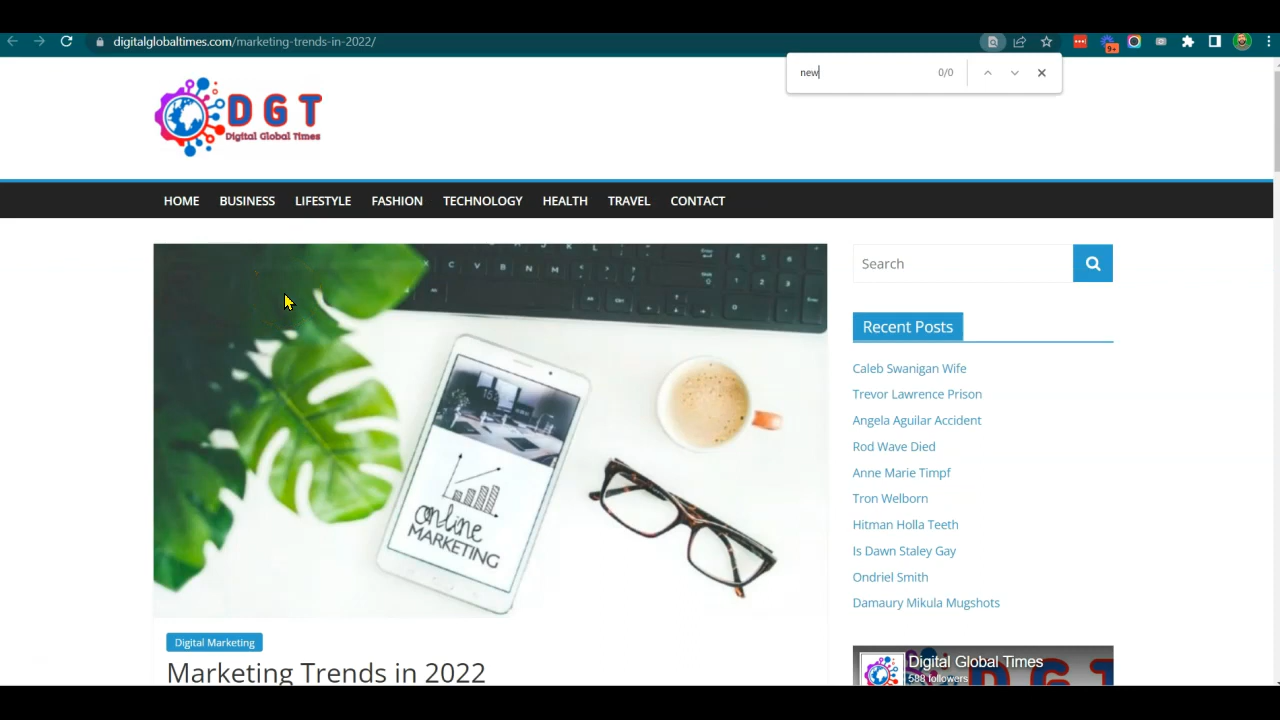 digitalglobaltimes.com/marketing-trends-in-2022/
9+
new
0/0
DGT
Digital Global Times
HOME BUSINESS LIFESTYLE FASHION TECHNOLOGY HEALTH TRAVEL CONTACT
Search
Recent Posts
Caleb Swanigan Wife
Trevor Lawrence Prison
Angela Aguilar Accident
Rod Wave Died
Anne Marie Timpf
Tron Welborn
Hitman Holla Teeth
Is Dawn Staley Gay
Ondriel Smith
Damaury Mikula Mugshots
online
MARKETING
Digital Marketing
Marketing Trends in 2022
Digital Global Times
588 followers